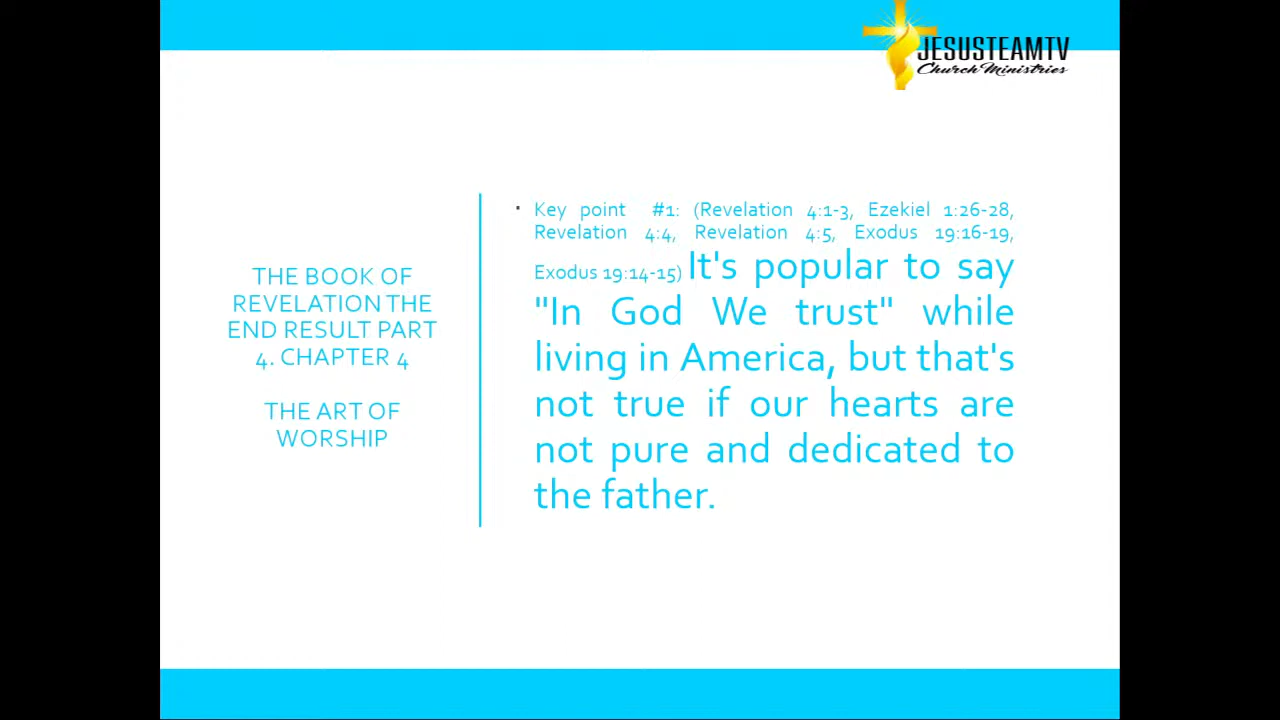 JESUSTEAMTV
Church Ministries
THE BOOK OF
REVELATION THE
END RESULT PART
4. CHAPTER 4
THE ART OF
WORSHIP
▪ Key point #1: (Revelation 4:1-3, Ezekiel 1:26-28,
Revelation 4:4, Revelation 4:5, Exodus 19:16-19,
Exodus 19:14-15) It's popular to say
"In God We trust" while
living in America, but that's
not true if our hearts are
not pure and dedicated to
the father.